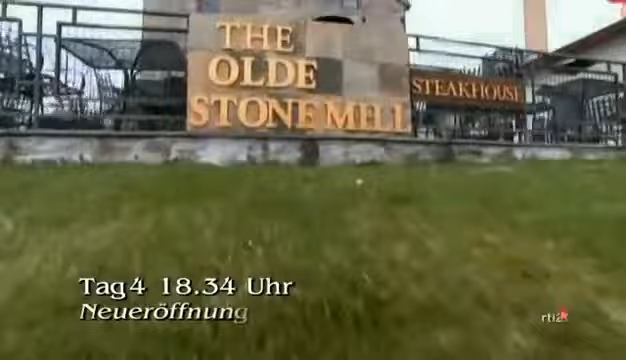 THE
OLDE
STONE MILL
STEAKHOUSE
Tag 4 18.34 Uhr
Neueröffnung
rtl2